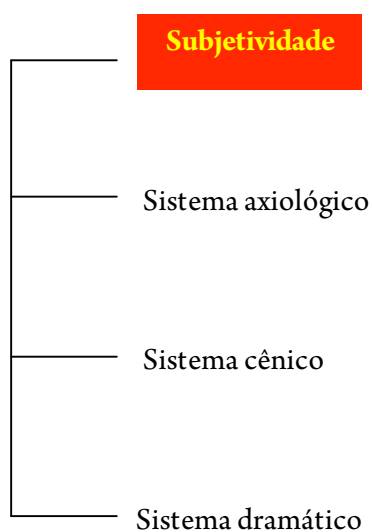 Subjetividade
Sistema axiológico
Sistema cênico
Sistema dramático